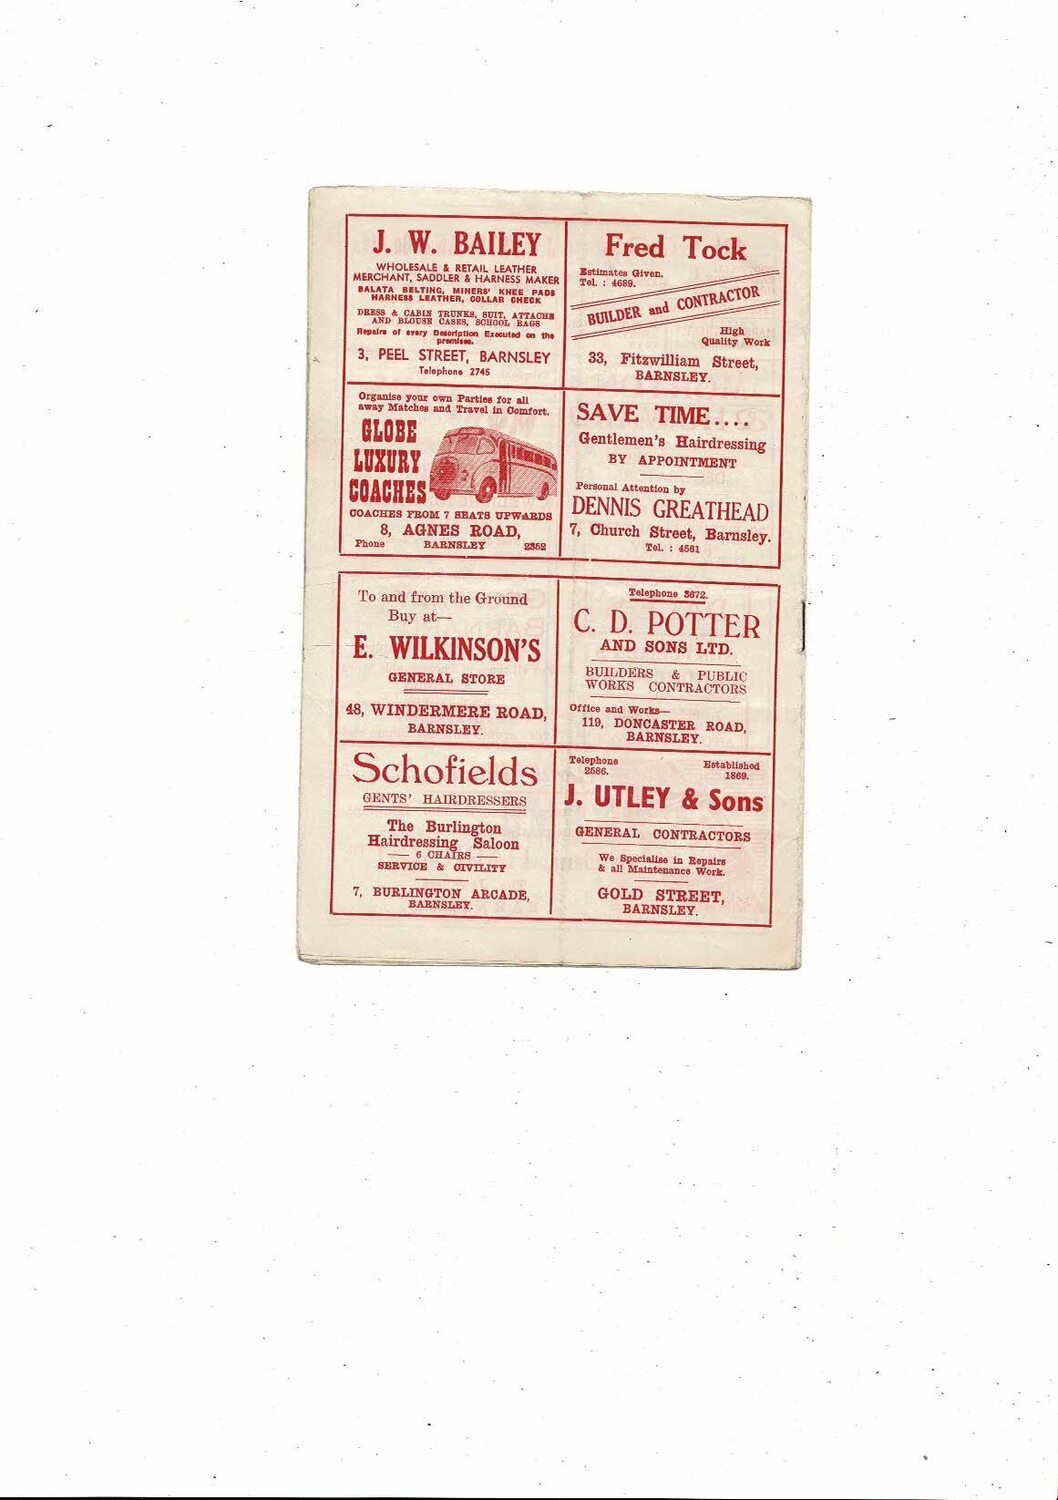 J. W. BAILEY
WHOLESALE & RETAIL LEATHER
MERCHANT, SADDLER & HARNESS MAKER
BALATA BELTING, MINERS' KNEE PADS
HARNESS LEATHER, COLLAR CHECK
DRESS & CABIN TRUNKS, SUIT, ATTACHE
AND BLOUSE CASES, SCHOOL BAGS
Repairs of every Description Executed on the
premises.
3, PEEL STREET, BARNSLEY
Telephone 2745
Fred Tock
Estimates Given.
Tel. : 4689.
BUILDER and CONTRACTOR
High
Quality Work
33, Fitzwilliam Street,
BARNSLEY.
Organise your own Parties for all
away Matches and Travel in Comfort.
GLOBE
LUXURY
COACHES
COACHES FROM 7 SEATS UPWARDS
8, AGNES ROAD,
Phone BARNSLEY 2352
SAVE TIME....
Gentlemen's Hairdressing
BY APPOINTMENT
Personal Attention by
DENNIS GREATHEAD
7, Church Street, Barnsley.
Tel. : 4561
To and from the Ground
Buy at—
E. WILKINSON'S
GENERAL STORE
48, WINDERMERE ROAD,
BARNSLEY.
Telephone 3672.
C. D. POTTER
AND SONS LTD.
BUILDERS & PUBLIC
WORKS CONTRACTORS
Office and Works—
119, DONCASTER ROAD,
BARNSLEY.
Schofields
GENTS' HAIRDRESSERS
The Burlington
Hairdressing Saloon
— 6 CHAIRS —
SERVICE & CIVILITY
7, BURLINGTON ARCADE,
BARNSLEY.
Telephone Established
2586. 1869.
J. UTLEY & Sons
GENERAL CONTRACTORS
We Specialise in Repairs
& all Maintenance Work.
GOLD STREET,
BARNSLEY.